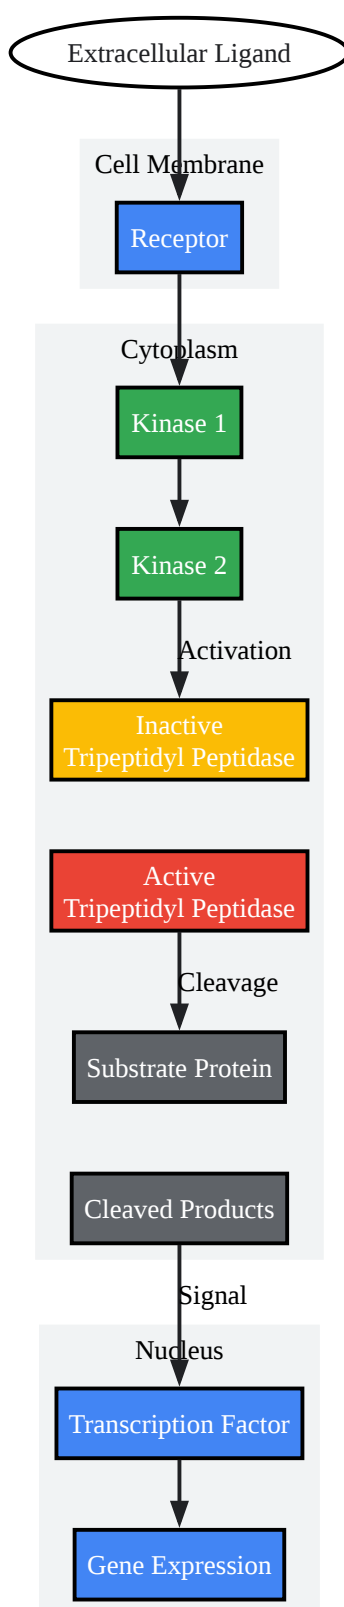 Extracellular Ligand
Cell Membrane
Receptor
Cytoplasm
Kinase 1
Kinase 2
Activation
Inactive
Tripeptidyl Peptidase
Active
Tripeptidyl Peptidase
Cleavage
Substrate Protein
Cleaved Products
Signal
Nucleus
Transcription Factor
Gene Expression